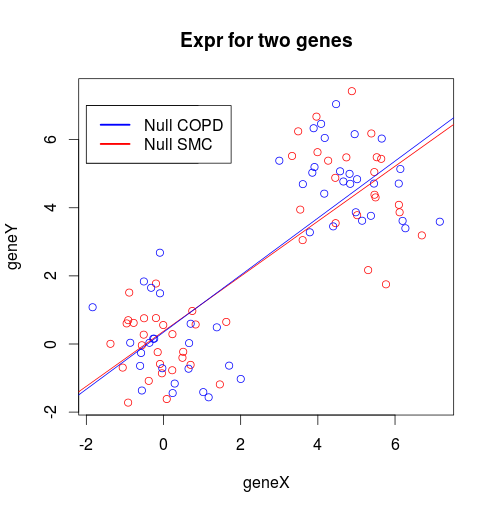 Expr for two genes
Null COPD
Null SMC
geneY
6
4
2
0
-2
-2 0 2 4 6
geneX